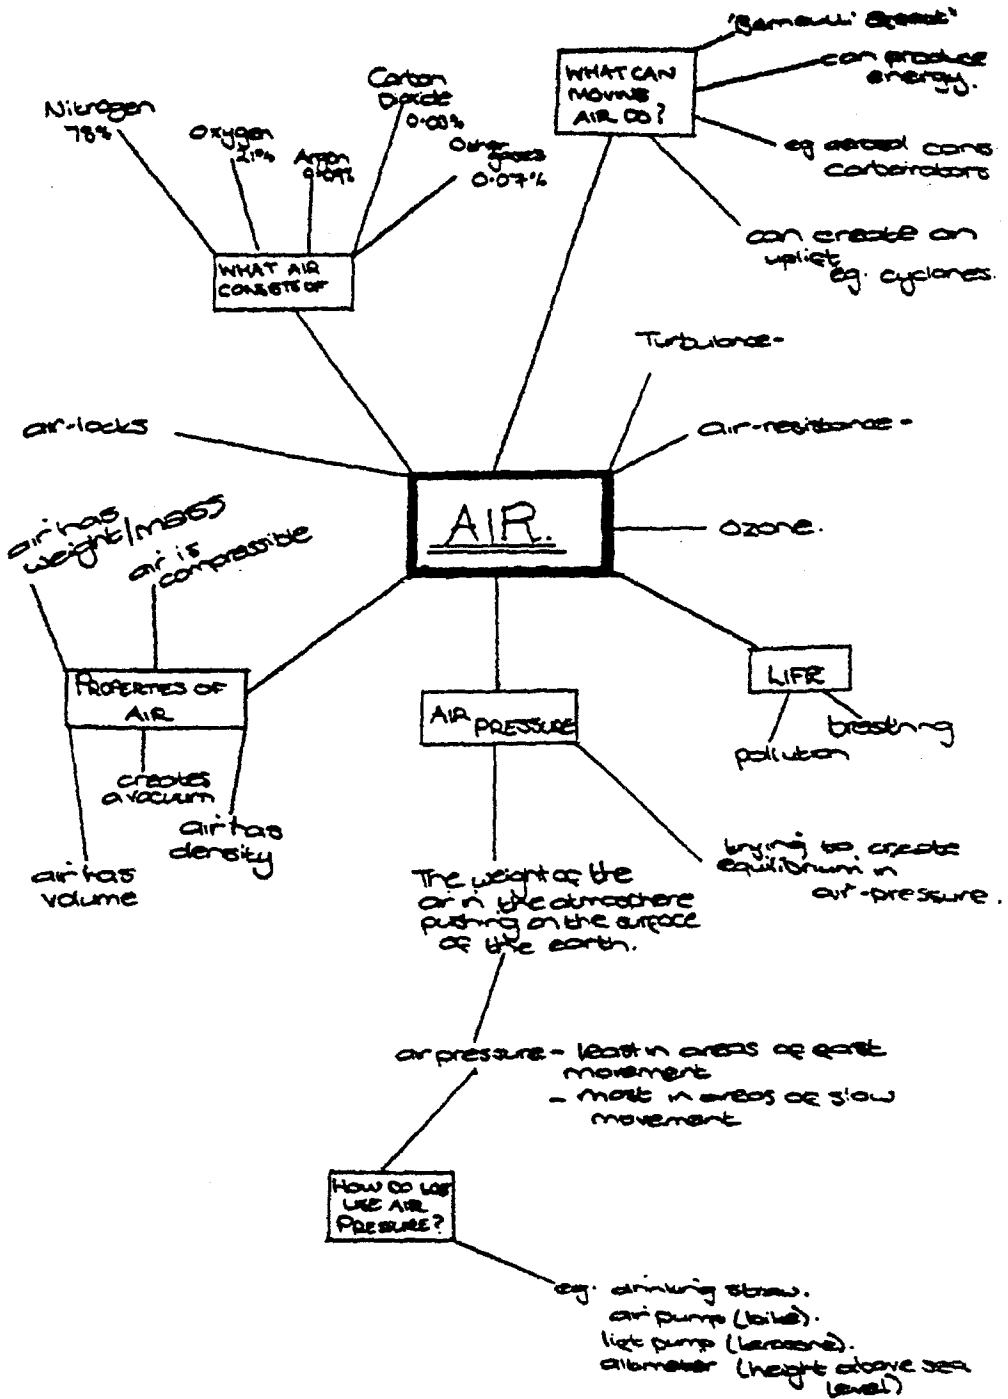 "Bernoulli Effect"
can produce
energy.
WHAT CAN
MOVING
AIR DO?
eg aerosol cans
carburators
can create an
uplift
eg. cyclones.
Nitrogen
78%
Oxygen
21%
Argon
0.09%
Carbon
Dioxide
0.03%
Other
gases
0.07%
WHAT AIR
CONSISTS OF
Turbulance-
air-resistance-
ozone.
air-locks
AIR.
air has
weight/mass
air is
compressible
PROPERTIES OF
AIR
creates
a vacuum
air has
density
air has
volume
AIR PRESSURE
LIFE
breathing
pollution
trying to create
equilibrium in
air-pressure.
The weight of the
air in the atmosphere
pushing on the surface
of the earth.
air pressure - least in areas of fast
movement
- most in areas of slow
movement
HOW DO WE
USE AIR
PRESSURE?
eg. drinking straw.
air pump (bike).
lift pump (kerosene).
altimeter (height above sea
level)